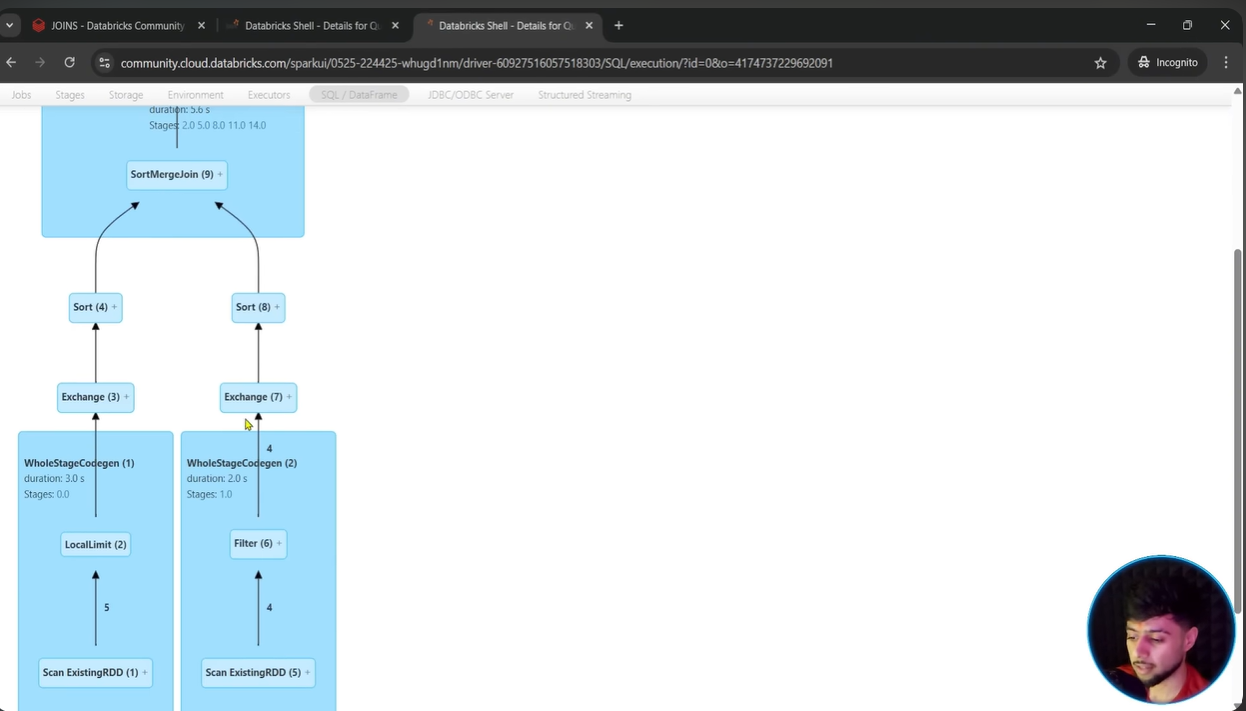 JOINS - Databricks Community
Databricks Shell - Details for Qu
Databricks Shell - Details for Qu
community.cloud.databricks.com/sparkui/0525-224425-whugd1nm/driver-60927516057518303/SQL/execution/?id=0&o=4174737229692091
Incognito
Jobs
Stages
Storage
Environment
Executors
SQL / DataFrame
JDBC/ODBC Server
Structured Streaming
duration: 5.6 s
Stages: 2.0 5.0 8.0 11.0 14.0
SortMergeJoin (9) +
Sort (4) +
Sort (8) +
Exchange (3) +
Exchange (7) +
4
WholeStageCodegen (1)
duration: 3.0 s
Stages: 0.0
WholeStageCodegen (2)
duration: 2.0 s
Stages: 1.0
LocalLimit (2)
Filter (6) +
5
4
Scan ExistingRDD (1) +
Scan ExistingRDD (5) +